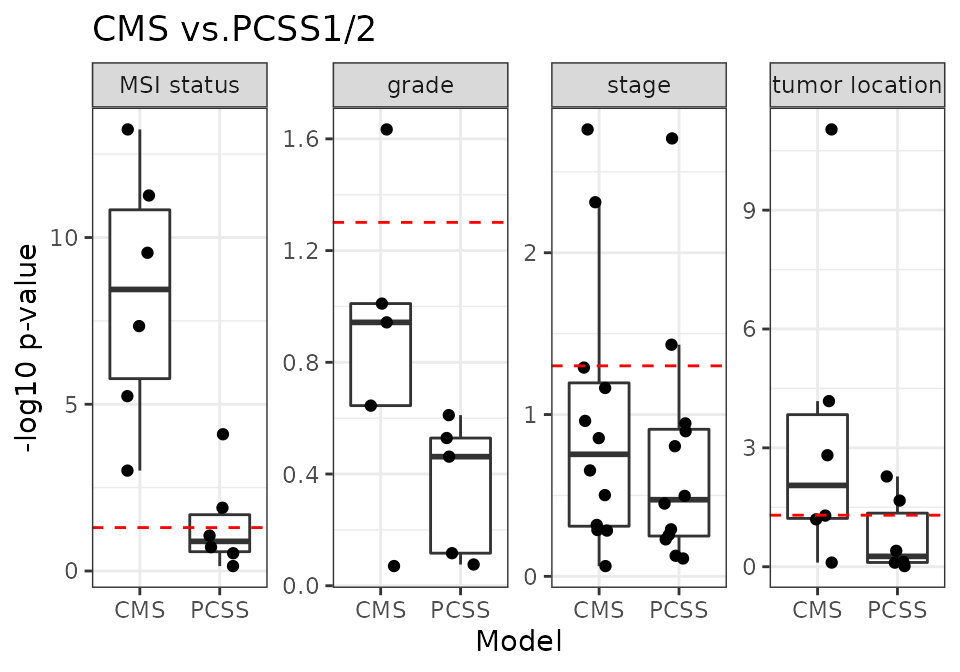 CMS vs.PCSS1/2
MSI status
grade
stage
tumor location
-log10 p-value
10
5
0
1.6
1.2
0.8
0.4
0.0
2
1
0
9
6
3
0
CMS PCSS
CMS PCSS
CMS PCSS
CMS PCSS
Model